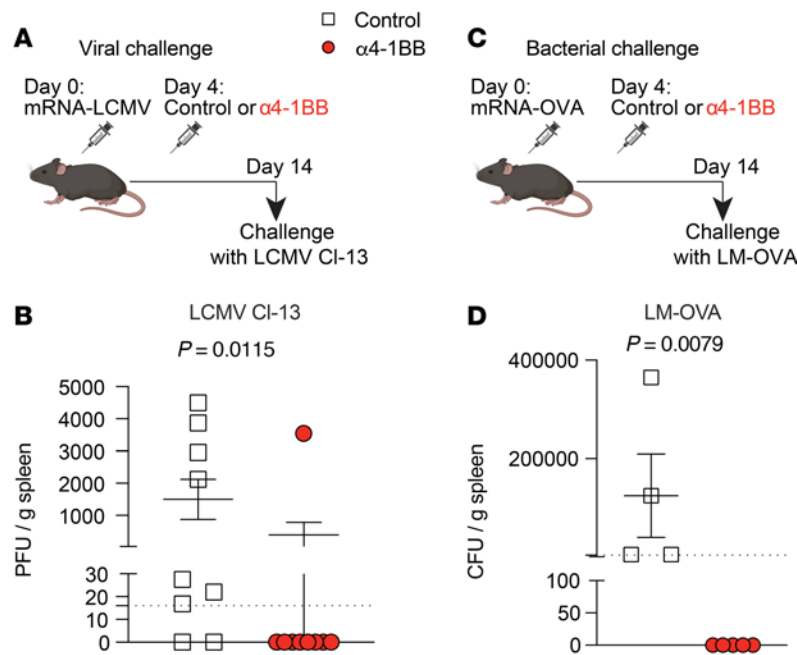 Control
α4-1BB
A
Viral challenge
Day 0:
mRNA-LCMV
Day 4:
Control or α4-1BB
Day 14
Challenge
with LCMV Cl-13
C
Bacterial challenge
Day 0:
mRNA-OVA
Day 4:
Control or α4-1BB
Day 14
Challenge
with LM-OVA
B
LCMV Cl-13
P = 0.0115
PFU / g spleen
5000
4000
3000
2000
1000
30
20
10
0
D
LM-OVA
P = 0.0079
CFU / g spleen
400000
200000
100
50
0